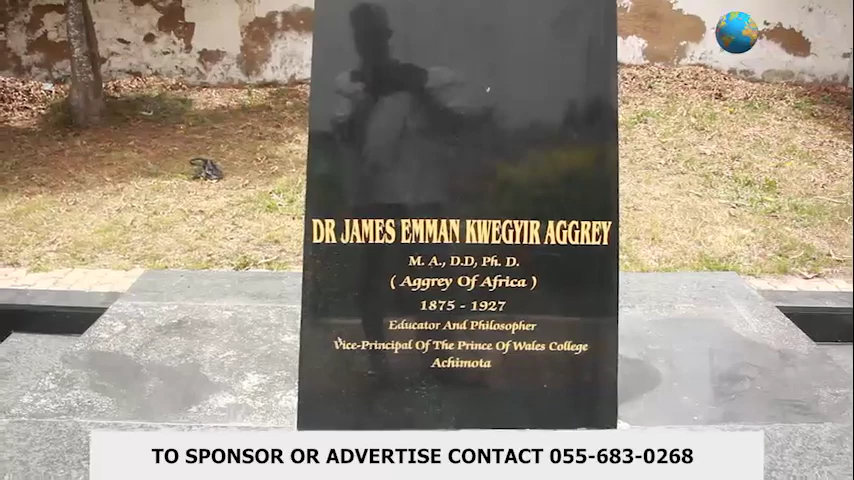 DR JAMES EMMAN KWEGYIR AGGREY
M. A., D.D, Ph. D.
( Aggrey Of Africa )
1875 - 1927
Educator And Philosopher
Vice-Principal Of The Prince Of Wales College
Achimota
TO SPONSOR OR ADVERTISE CONTACT 055-683-0268